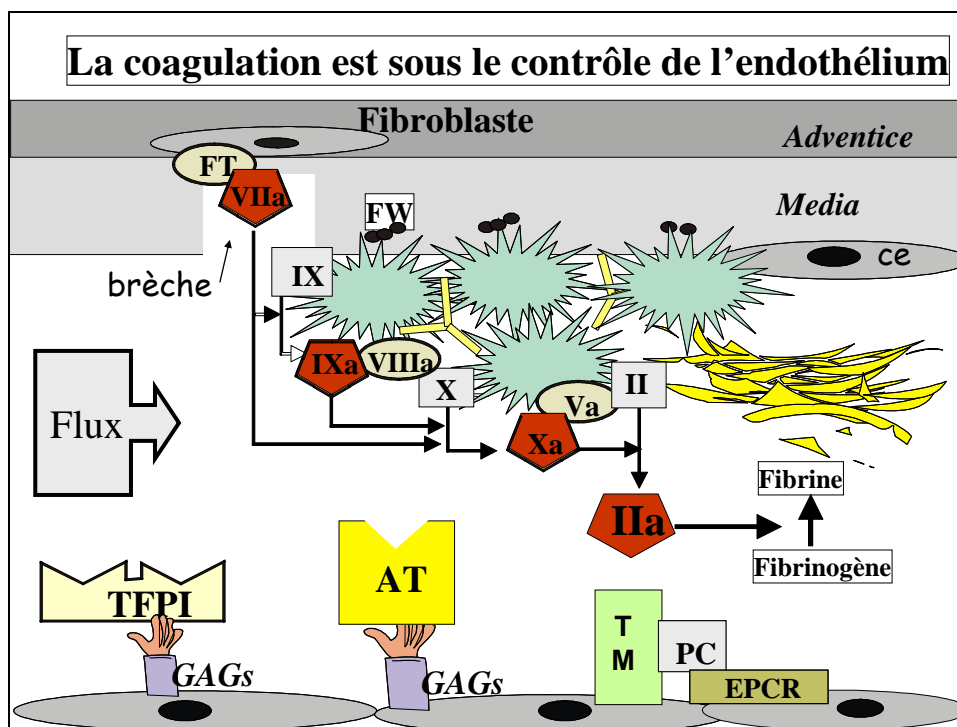 La coagulation est sous le contrôle de l'endothélium
Fibroblaste
Adventice
FT
VIIa
FW
Media
brèche
IX
ce
IXa
VIIIa
X
Va
II
Flux
Xa
IIa
Fibrine
Fibrinogène
TFPI
AT
GAGs
GAGs
T
M
PC
EPCR